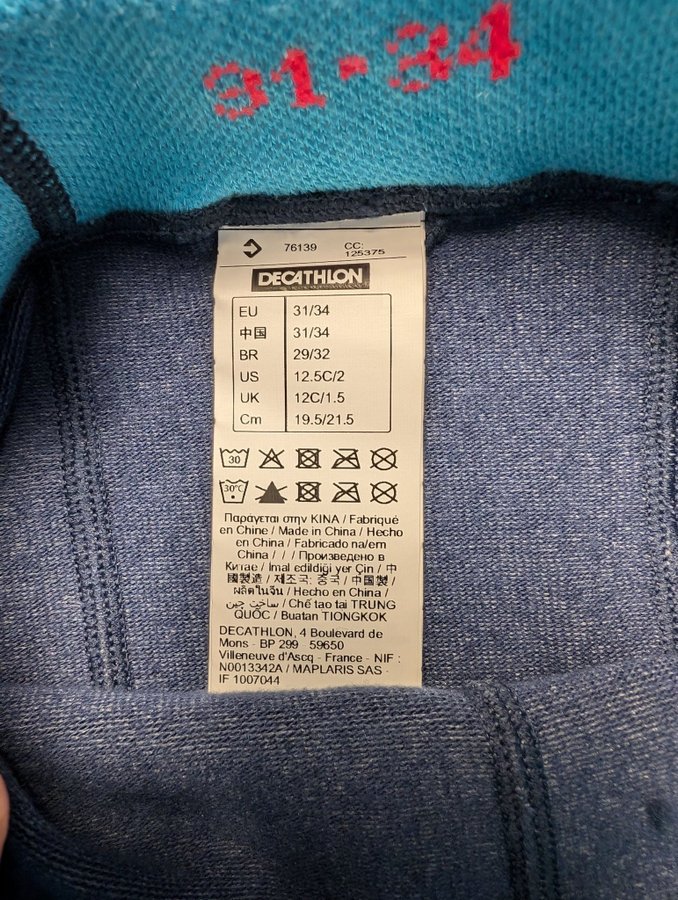 31-34
76139 CC: 125375
DECATHLON
EU 31/34
中国 31/34
BR 29/32
US 12.5C/2
UK 12C/1.5
Cm 19.5/21.5
30
30°C
Παράγεται στην ΚΙΝΑ / Fabriqué
en Chine / Made in China / Hecho
en China / Fabricado na/em
China / / / Произведено в
Китае / İmal edildiği yer Çin / 中
國製造 / 제조국: 중국 / 中国製 /
ผลิตในจีน / Hecho en China /
ساخت چین / Chế tạo tại TRUNG
QUỐC / Buatan TIONGKOK
DECATHLON, 4 Boulevard de
Mons - BP 299 59650
Villeneuve d'Ascq - France - NIF :
N0013342A / MAPLARIS SAS -
IF 1007044